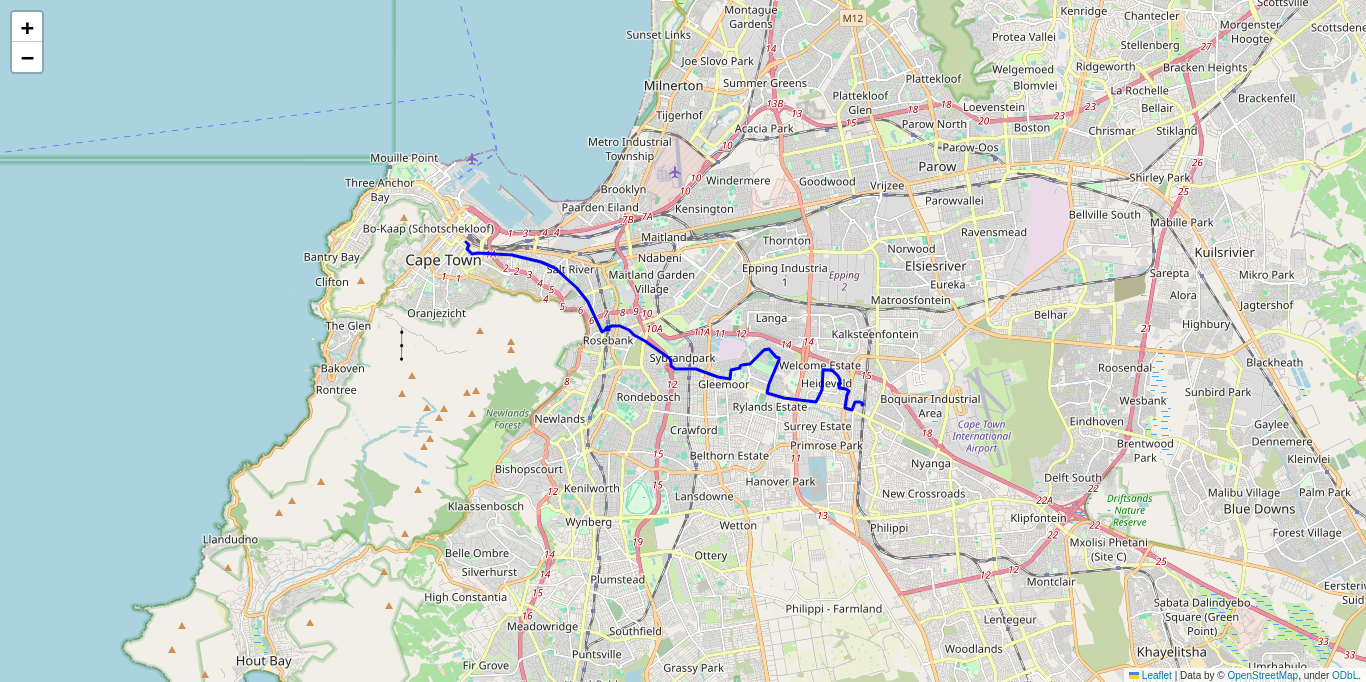 +
−
Montague
Gardens
M12
Kenridge
Chantecler
Scottsville
Morgenster
Hoogte
Scottsdene
Sunset Links
Protea Vallei
Stellenberg
14
27
Joe Slovo Park
Welgemoed
Ridgeworth
Bracken Heights
Milnerton
Summer Greens
Plattekloof
Blomvlei
La Rochelle
Plattekloof
Glen
Brackenfell
Tijgerhof
13B
18
18
Loevenstein
Bellair
23
15
20
Acacia Park
Parow North
Boston
Chrismar
Stikland
Metro Industrial
Township
10
Parow-Oos
Mouille Point
Parow
26
Three Anchor
Bay
Brooklyn
10
10
Windermere
Goodwood
Vrijzee
Shirley Park
25
Paarden Eiland
Kensington
Parowvallei
Bellville South
Mabille Park
Bo-Kaap (Schotschekloof)
1
3
4
4
7B
7A
Maitland
Thornton
Ravensmead
Bantry Bay
Cape Town
Ndabeni
Norwood
Kuilsrivier
Clifton
2
2
3
Salt River
Maitland Garden
Village
Epping Industria
1
Epping
2
Elsiesriver
Sarepta
Mikro Park
1
1
4
5
4
5
Eureka
Alora
Matroosfontein
Jagtershof
Oranjezicht
6
6
7
8
9
10
Langa
Belhar
Highbury
The Glen
10A
11A
11
12
Kalksteenfontein
21
Rosebank
14
14
Bakoven
Sybrandpark
Welcome Estate
Blackheath
Rontree
8
12
Gleemoor
Heideveld
15
Roosendal
Rondebosch
Boquinar Industrial
Area
Wesbank
Sunbird Park
Newlands
Forest
Newlands
Rylands Estate
Crawford
Surrey Estate
18
Cape Town
International
Airport
Eindhoven
Gaylee
Primrose Park
Brentwood
Park
Dennemere
Bishopscourt
15
Belthorn Estate
11
Nyanga
Kleinvlei
Hanover Park
Delft South
Kenilworth
15
12
Lansdowne
New Crossroads
22
Malibu Village
Palm Park
Klaassenbosch
22A
Driftsands
Nature
Reserve
Blue Downs
Wynberg
Wetton
13
Philippi
Klipfontein
22
Forest Village
Llandudno
19
22
Mxolisi Phetani
(Site C)
Belle Ombre
14
Ottery
25
Silverhurst
14
Plumstead
12
12
Montclair
High Constantia
Philippi - Farmland
Sabata Dalindyebo
Square (Green
Point)
Lentegeur
Meadowridge
Southfield
33
15
Woodlands
Khayelitsha
Hout Bay
Puntsville
33
Fir Grove
Grassy Park
Leaflet | Data by © OpenStreetMap, under ODbL.